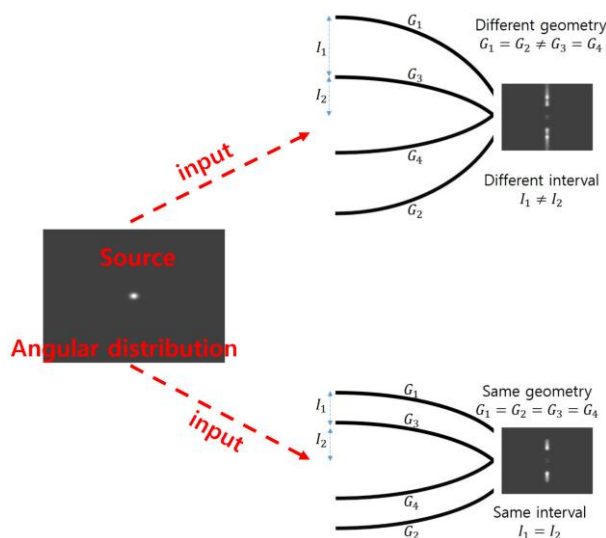 G₁
Different geometry
G₁ = G₂ ≠ G₃ = G₄
I₁
G₃
I₂
input
G₄
Different interval
I₁ ≠ I₂
G₂
Source
Angular distribution
input
G₁
Same geometry
G₁ = G₂ = G₃ = G₄
I₁
G₃
I₂
G₄
Same interval
I₁ = I₂
G₂